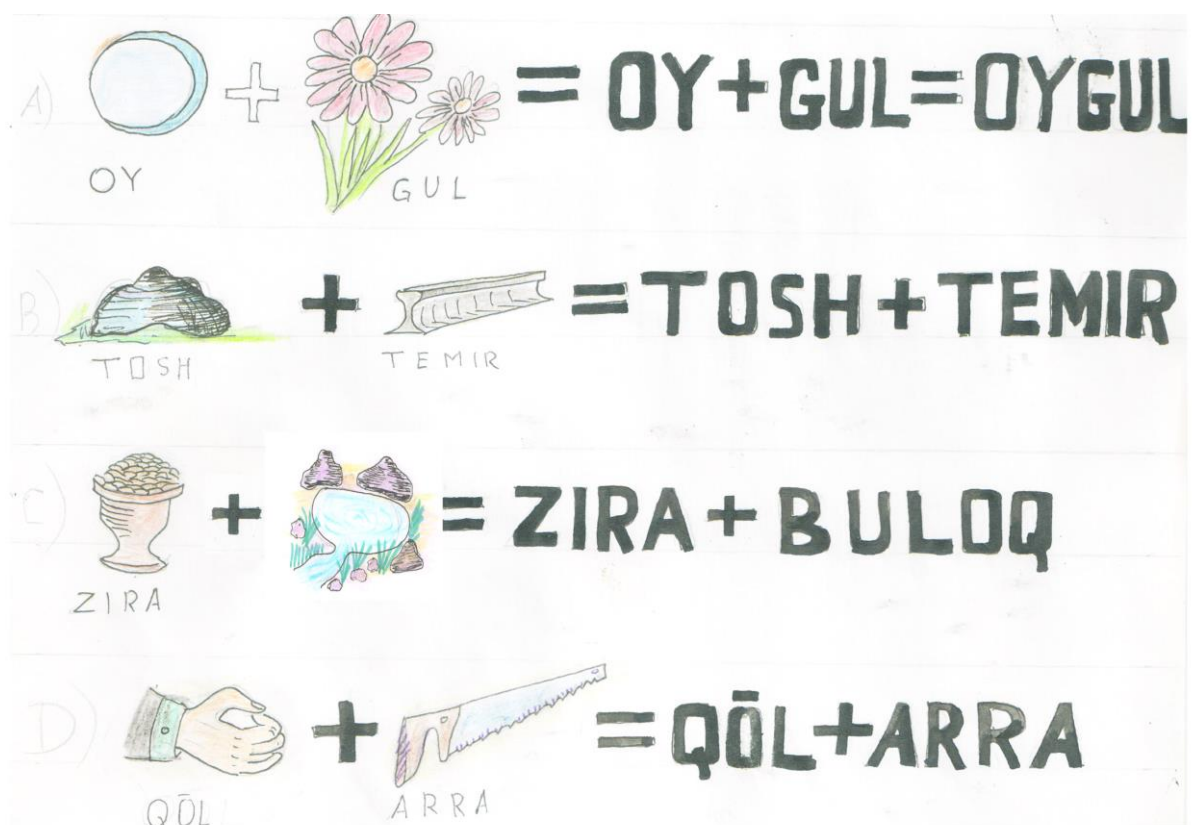 A) + = OY+GUL=OYGUL
OY GUL
B) + =TOSH+TEMIR
TOSH TEMIR
C) + = ZIRA+BULOQ
ZIRA
D) + =QŌL+ARRA
QŌL ARRA